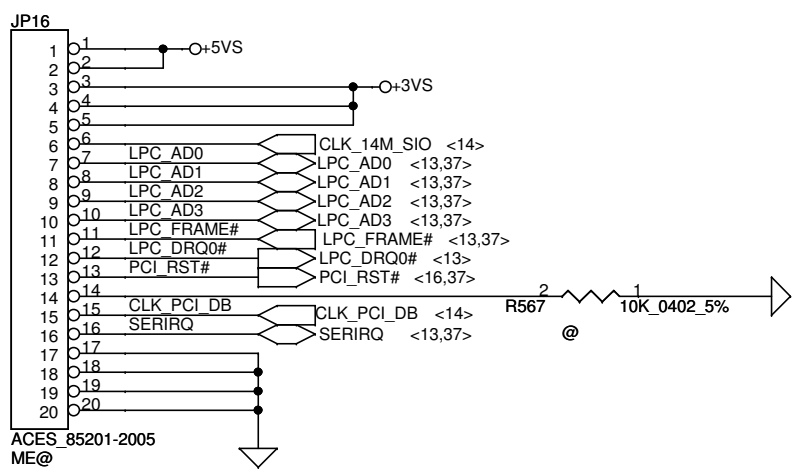 JP16
1 1 +5VS
2 2
3 3 +3VS
4 4
5 5
6 6 CLK_14M_SIO <14>
7 7 LPC_AD0 LPC_AD0 <13,37>
8 8 LPC_AD1 LPC_AD1 <13,37>
9 9 LPC_AD2 LPC_AD2 <13,37>
10 10 LPC_AD3 LPC_AD3 <13,37>
11 11 LPC_FRAME# LPC_FRAME# <13,37>
12 12 LPC_DRQ0# LPC_DRQ0# <13>
13 13 PCI_RST# PCI_RST# <16,37>
14 14 R567 2 1 10K_0402_5%
15 15 CLK_PCI_DB CLK_PCI_DB <14>
16 16 SERIRQ SERIRQ <13,37> @
17 17
18 18
19 19
20 20
ACES_85201-2005
ME@